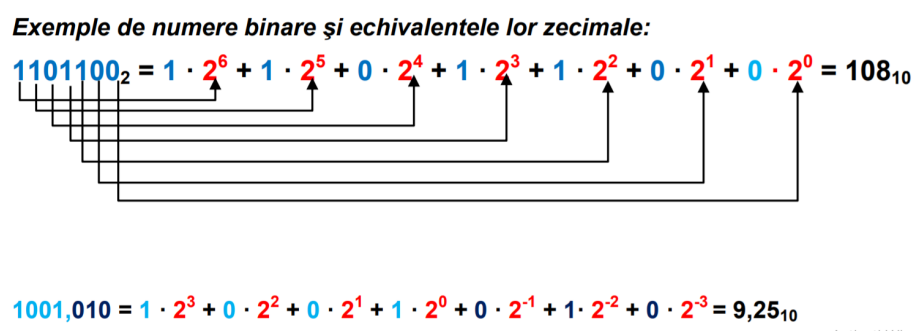 Exemple de numere binare şi echivalentele lor zecimale:
1101100₂ = 1 · 2⁶ + 1 · 2⁵ + 0 · 2⁴ + 1 · 2³ + 1 · 2² + 0 · 2¹ + 0 · 2⁰ = 108₁₀
1001,010 = 1 · 2³ + 0 · 2² + 0 · 2¹ + 1 · 2⁰ + 0 · 2⁻¹ + 1· 2⁻² + 0 · 2⁻³ = 9,25₁₀